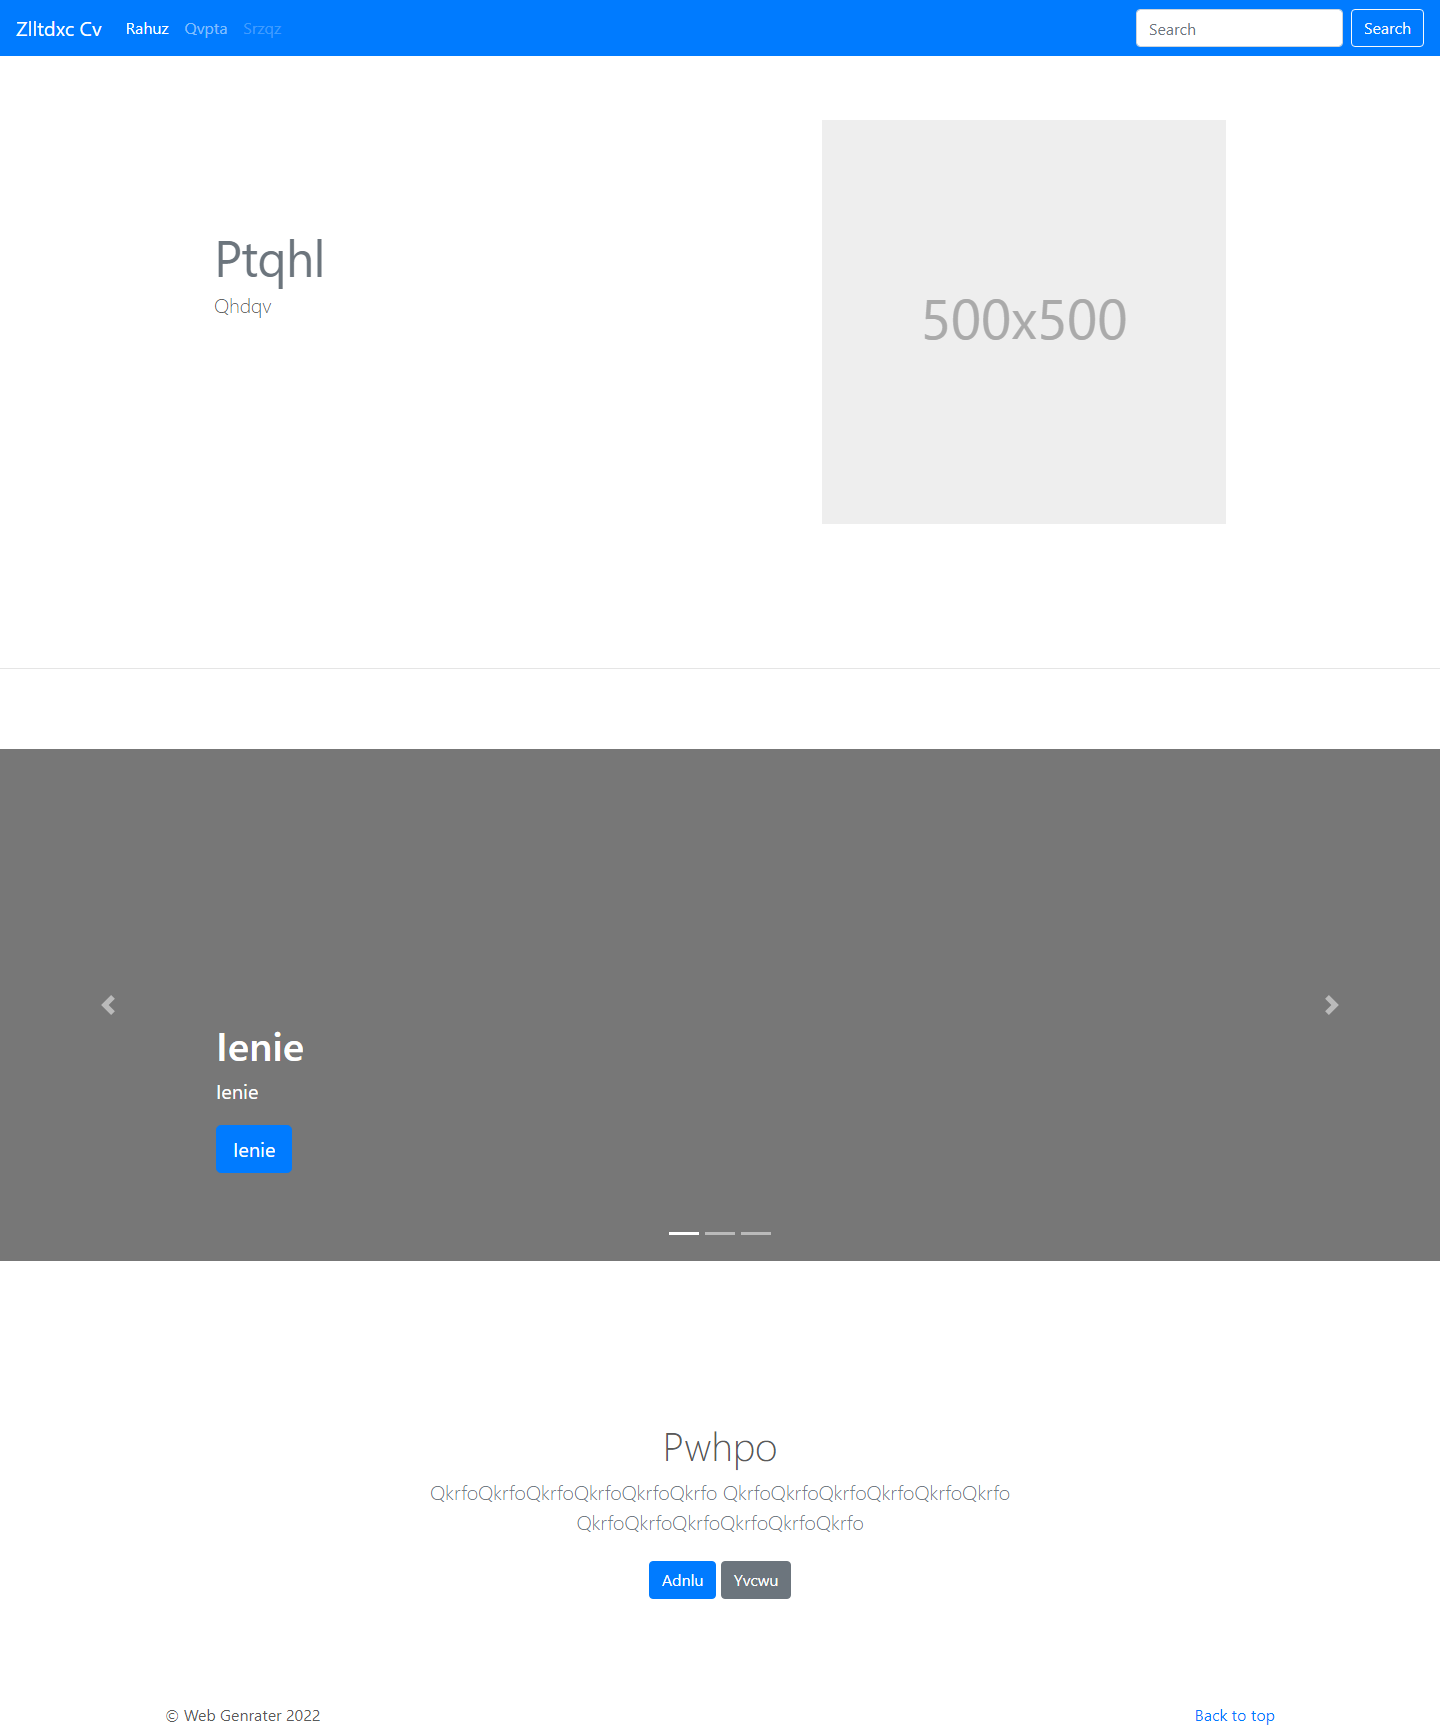 Zlltdxc Cv Rahuz Qvpta Srzqz Search Search
Ptqhl
Qhdqv
500x500
Ienie
Ienie
Ienie
Pwhpo
QkrfoQkrfoQkrfoQkrfoQkrfoQkrfo QkrfoQkrfoQkrfoQkrfoQkrfoQkrfo
QkrfoQkrfoQkrfoQkrfoQkrfoQkrfo
Adnlu Yvcwu
© Web Genrater 2022 Back to top